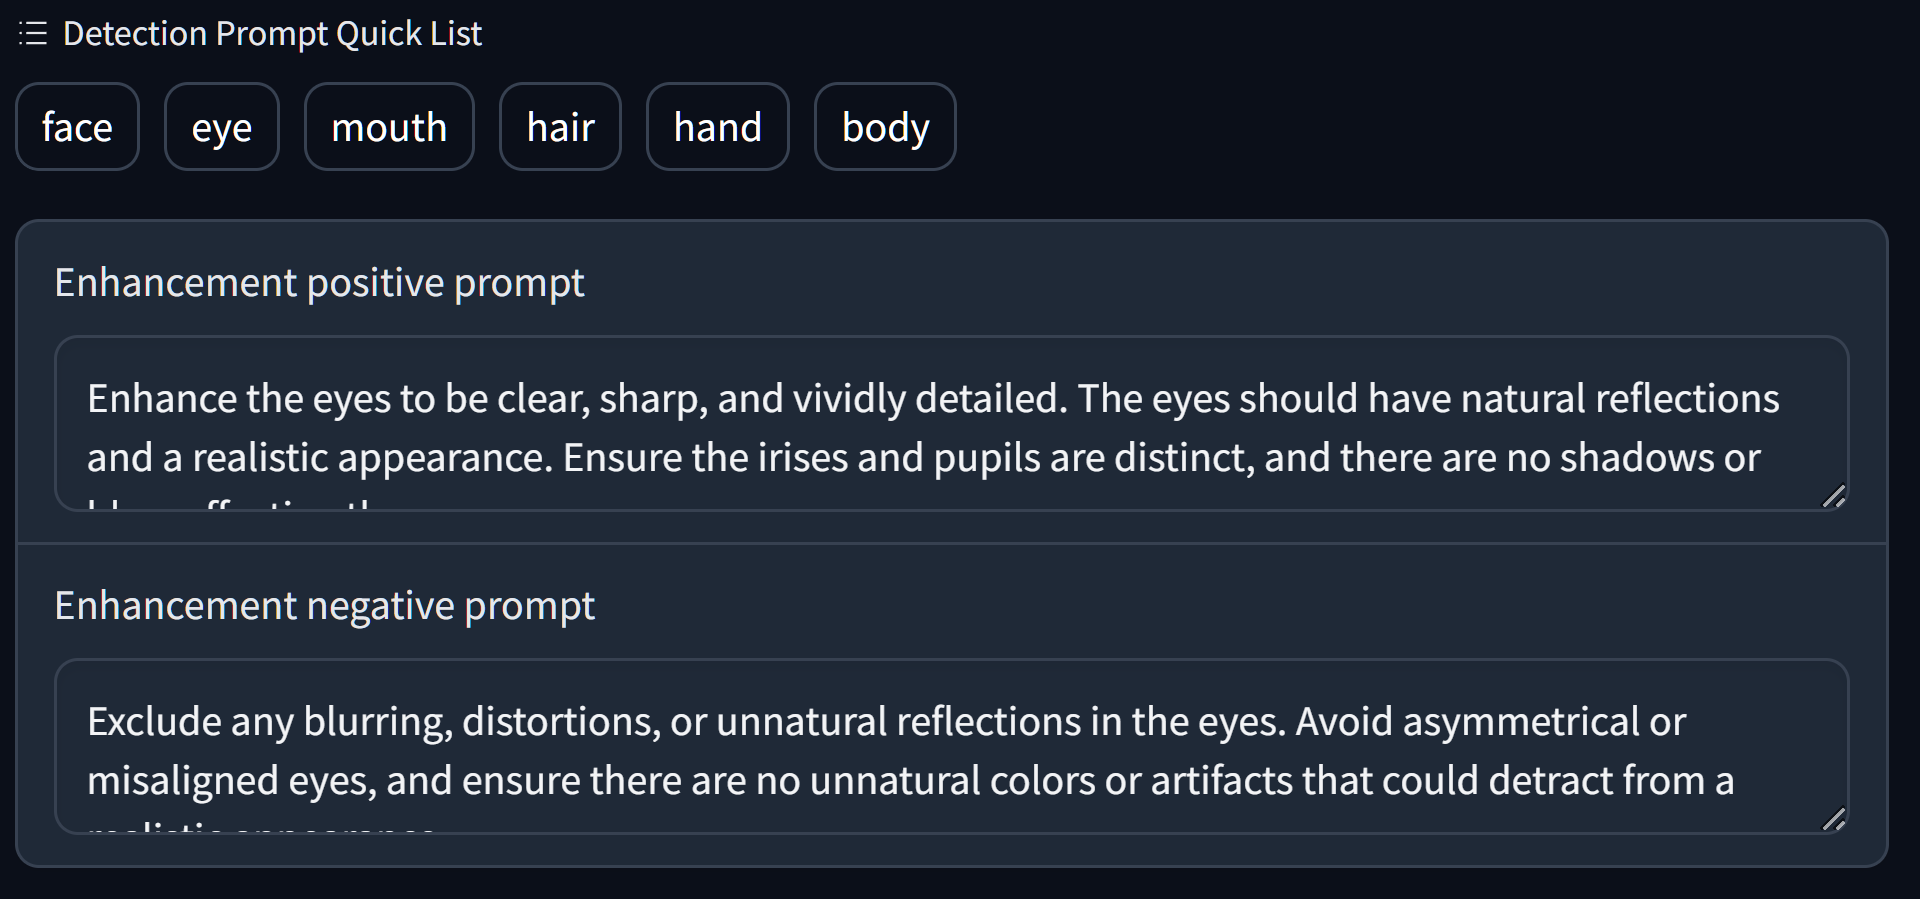 Detection Prompt Quick List
face eye mouth hair hand body
Enhancement positive prompt
Enhance the eyes to be clear, sharp, and vividly detailed. The eyes should have natural reflections
and a realistic appearance. Ensure the irises and pupils are distinct, and there are no shadows or
Enhancement negative prompt
Exclude any blurring, distortions, or unnatural reflections in the eyes. Avoid asymmetrical or
misaligned eyes, and ensure there are no unnatural colors or artifacts that could detract from a
realistic appearance